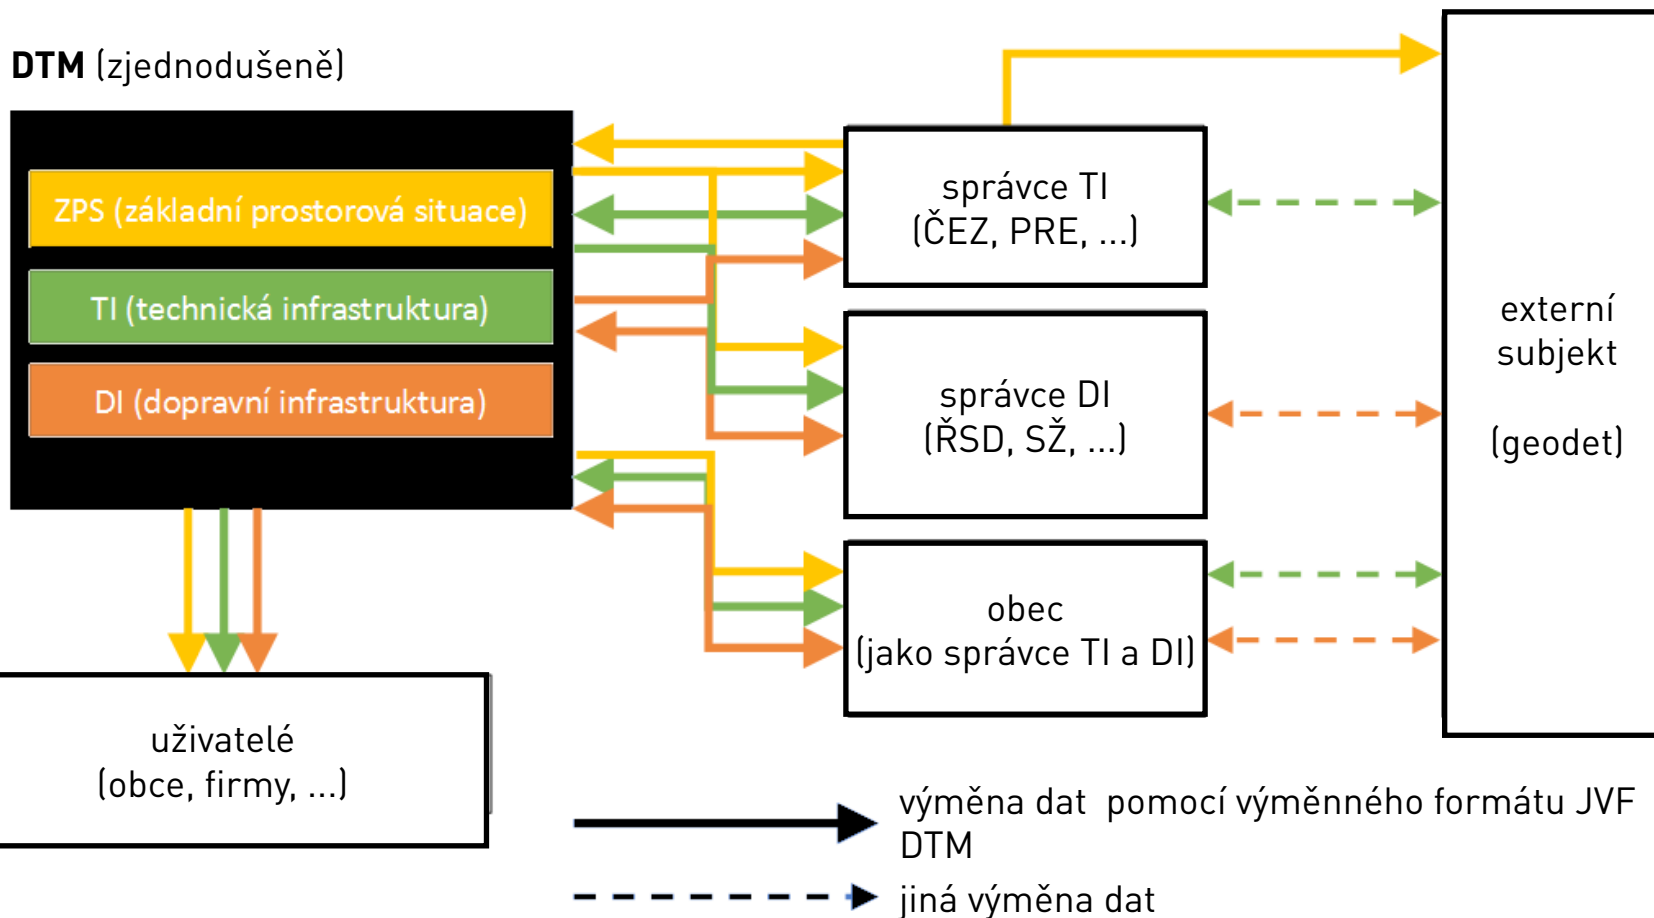 DTM (zjednodušeně)
ZPS (základní prostorová situace)
TI (technická infrastruktura)
DI (dopravní infrastruktura)
správce TI
(ČEZ, PRE, ...)
správce DI
(ŘSD, SŽ, ...)
obec
(jako správce TI a DI)
externí
subjekt
(geodet)
uživatelé
(obce, firmy, ...)
výměna dat  pomocí výměnného formátu JVF
DTM
jiná výměna dat